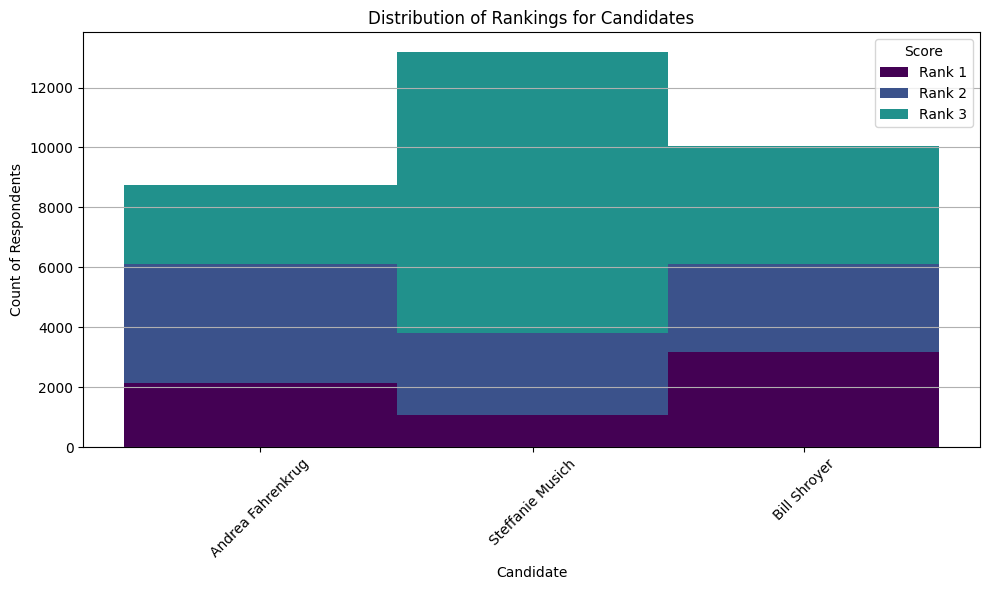 Distribution of Rankings for Candidates
Score
Rank 1
Rank 2
Rank 3
Count of Respondents
12000
10000
8000
6000
4000
2000
0
Andrea Fahrenkrug
Steffanie Musich
Bill Shroyer
Candidate